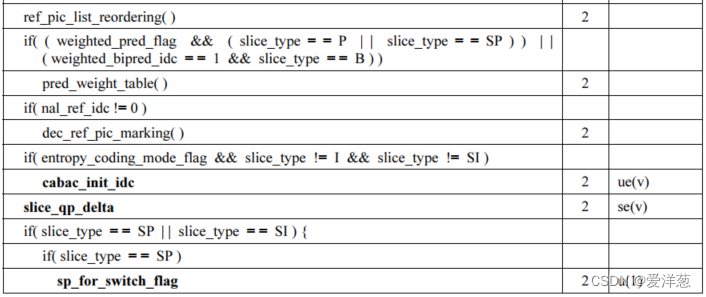 ref_pic_list_reordering( ) 2
if( ( weighted_pred_flag && ( slice_type = = P | | slice_type = = SP ) ) | |
( weighted_bipred_idc = = 1 && slice_type = = B ) )
pred_weight_table( ) 2
if( nal_ref_idc != 0 )
dec_ref_pic_marking( ) 2
if( entropy_coding_mode_flag && slice_type != I && slice_type != SI )
cabac_init_idc 2 ue(v)
slice_qp_delta 2 se(v)
if( slice_type = = SP | | slice_type = = SI ) {
if( slice_type = = SP )
sp_for_switch_flag 2 u(1)
CSDN @爱洋葱